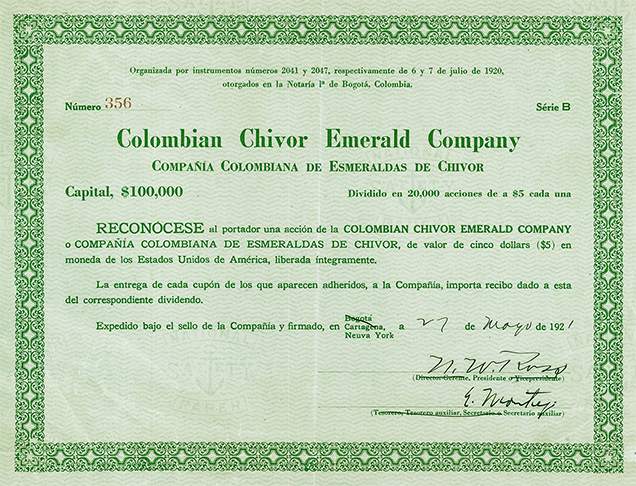 Organizada por instrumentos números 2041 y 2047, respectivamente de 6 y 7 de julio de 1920,
otorgados en la Notaría 1ª de Bogotá, Colombia.
Número 356 Série B
Colombian Chivor Emerald Company
COMPAÑÍA COLOMBIANA DE ESMERALDAS DE CHIVOR
Capital, $100,000 Dividido en 20,000 acciones de a $5 cada una
RECONÓCESE al portador una acción de la COLOMBIAN CHIVOR EMERALD COMPANY
o COMPAÑÍA COLOMBIANA DE ESMERALDAS DE CHIVOR, de valor de cinco dollars ($5) en
moneda de los Estados Unidos de América, liberada íntegramente.
La entrega de cada cupón de los que aparecen adheridos, a la Compañía, importa recibo dado a esta
del correspondiente dividendo.
Bogotá
Expedido bajo el sello de la Compañía y firmado, en Cartagena, a 27 de Mayo de 1921
Neuva York
(Director-Gerente, Presidente o Vicepresidente)
(Tesorero, Tesorero auxiliar, Secretario o Secretario auxiliar)